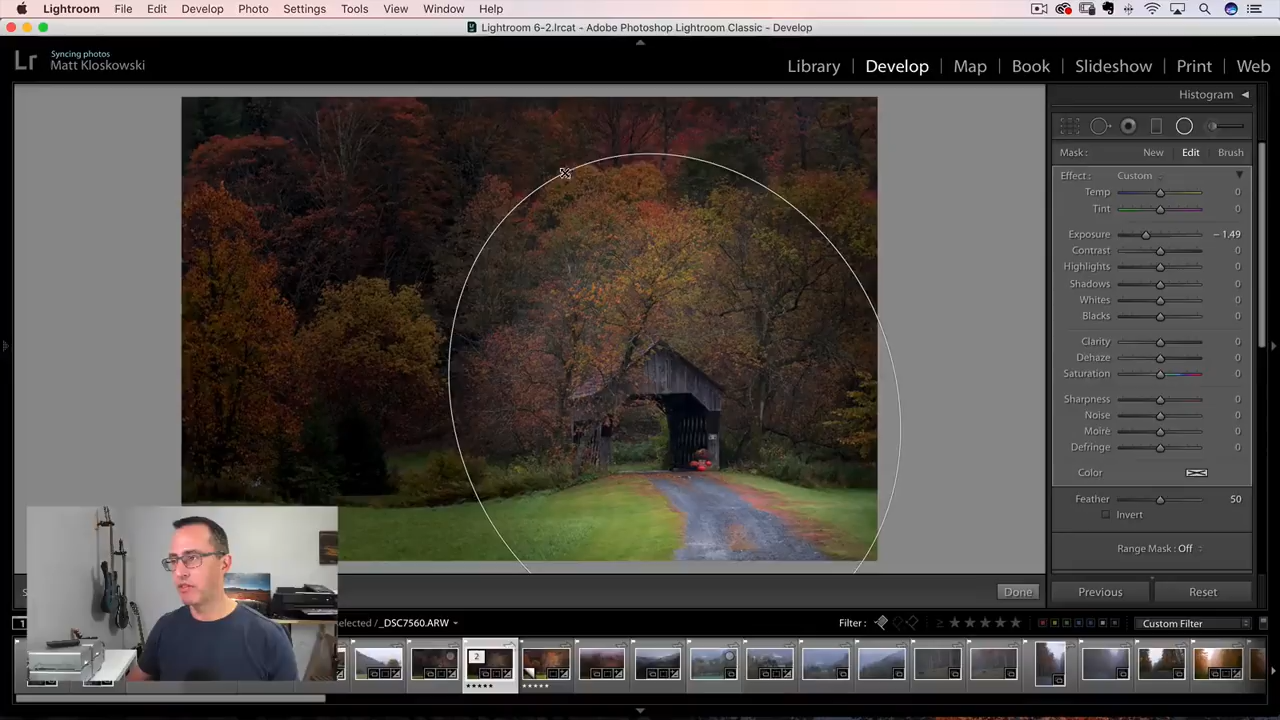 Lightroom File Edit Develop Photo Settings Tools View Window Help
Lightroom 6-2.lrcat - Adobe Photoshop Lightroom Classic - Develop
Lr
Syncing photos
Matt Kloskowski
Library | Develop | Map | Book | Slideshow | Print | Web
Histogram
Mask : New Edit Brush
Effect : Custom
Temp 0
Tint 0
Exposure – 1.49
Contrast 0
Highlights 0
Shadows 0
Whites 0
Blacks 0
Clarity 0
Dehaze 0
Saturation 0
Sharpness 0
Noise 0
Moiré 0
Defringe 0
Color
Feather 50
Invert
Range Mask : Off
Done
Previous Reset
1
selected / _DSC7560.ARW
Filter : Custom Filter
2